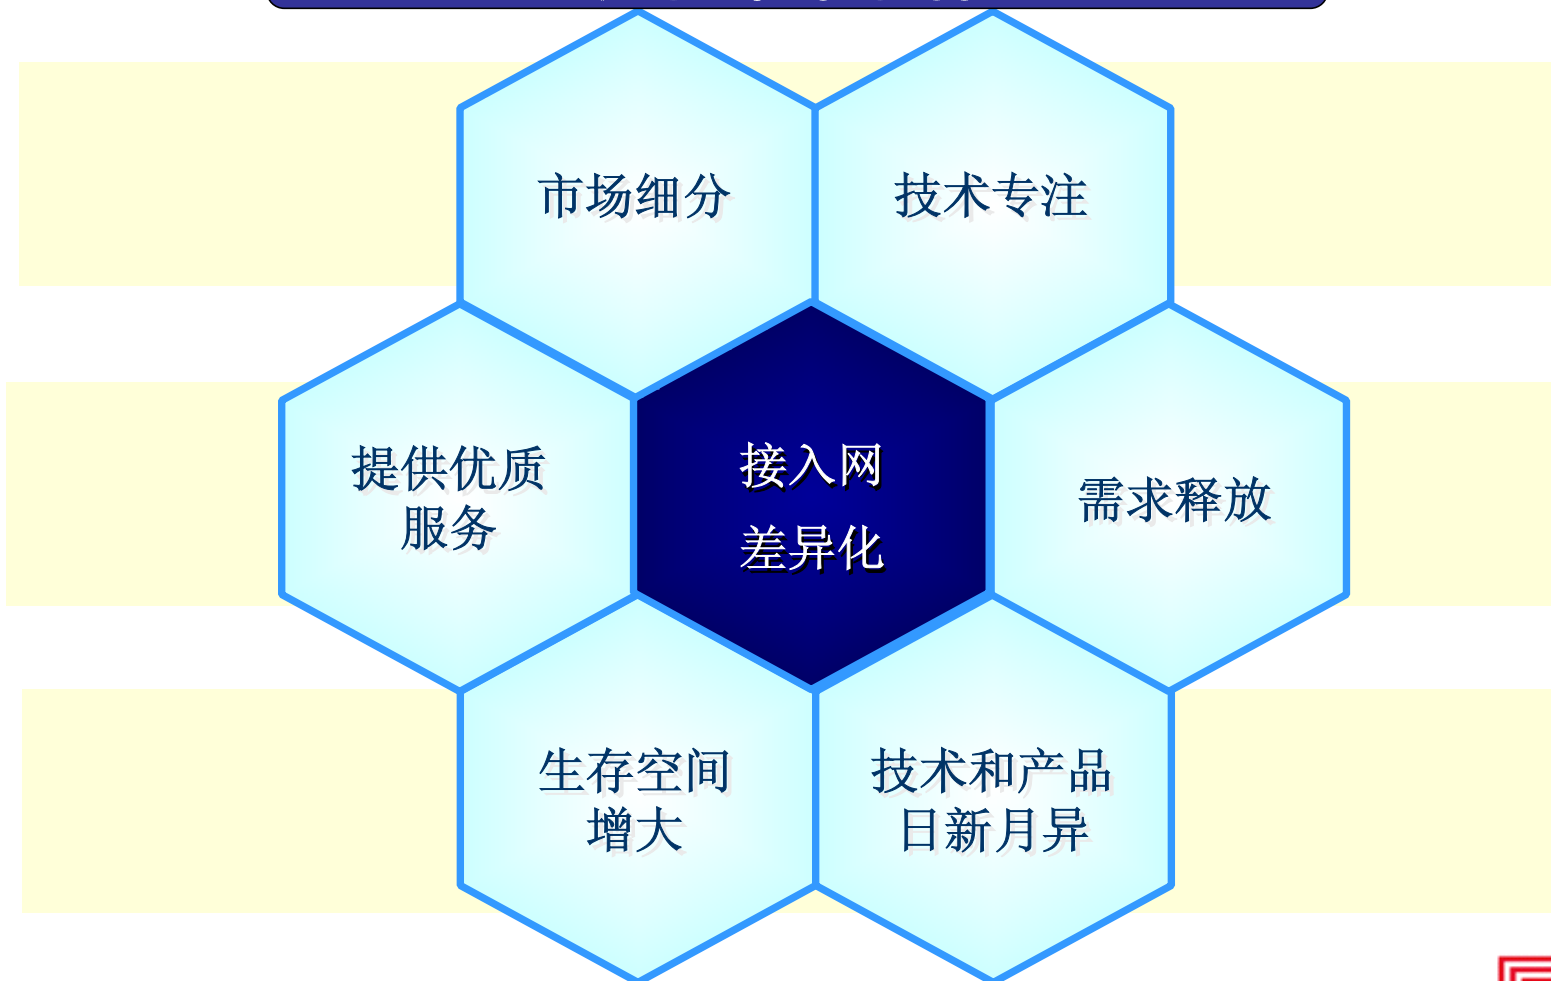 市场细分
技术专注
提供优质
服务
接入网
差异化
需求释放
生存空间
增大
技术和产品
日新月异